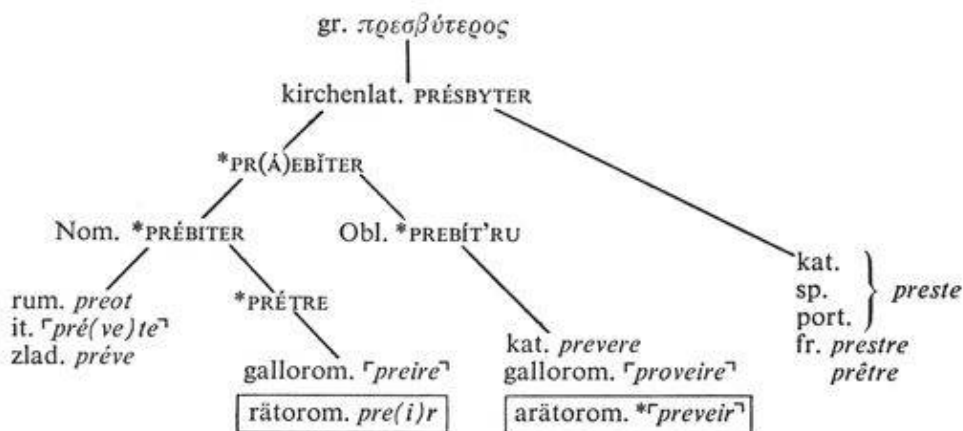 gr. πρεσβύτερος
kirchenlat. PRÉSBYTER
*PR(Á)EBĬTER
Nom. *PRÉBITER Obl. *PREBÍT’RU
kat.
rum. preot *PRÉTRE sp. } preste
it. ⌜pré(ve)te⌝ port.
zlad. préve kat. prevere fr. prestre
gallorom. ⌜preire⌝ gallorom. ⌜proveire⌝ prêtre
rätorom. pre(i)r arätorom. *⌜preveir⌝